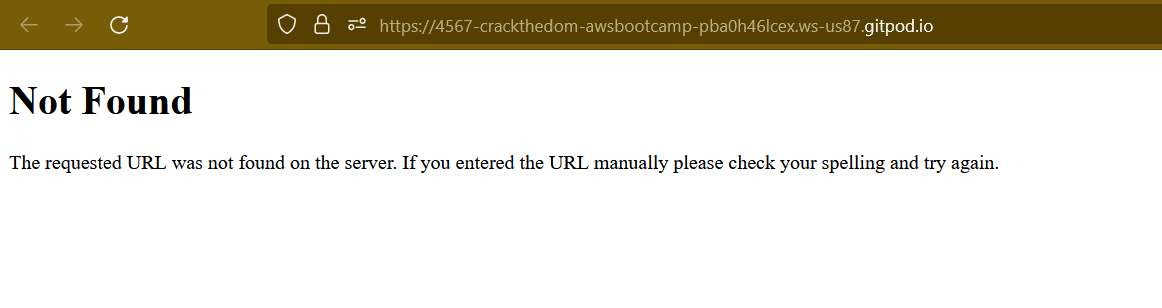 https://4567-crackthedom-awsbootcamp-pba0h46lcex.ws-us87.gitpod.io
Not Found
The requested URL was not found on the server. If you entered the URL manually please check your spelling and try again.